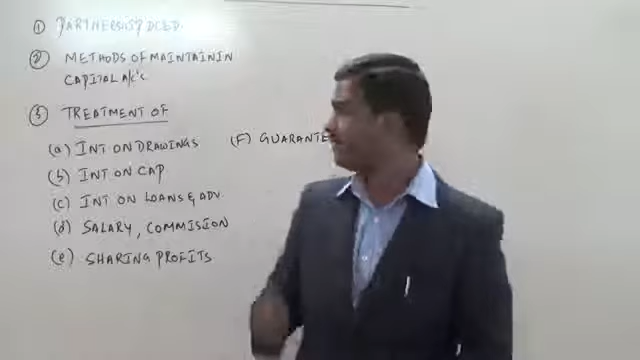 ① PARTNERSHIP DEED
② METHODS OF MAINTAININ
CAPITAL A/C's
③ TREATMENT OF
(a) INT ON DRAWINGS (F) GUARANTE
(b) INT ON CAP
(c) INT ON LOANS & ADV.
(d) SALARY, COMMISION
(e) SHARING PROFITS